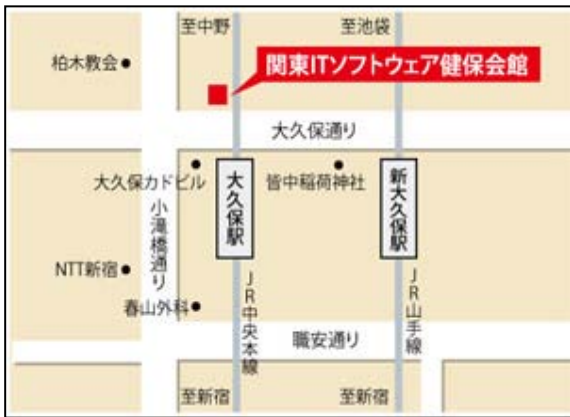 至中野
至池袋
柏木教会
関東ITソフトウェア健保会館
大久保通り
大久保カドビル
皆中稲荷神社
大久保駅
新大久保駅
小滝橋通り
NTT新宿
春山外科
JR中央本線
JR山手線
職安通り
至新宿
至新宿